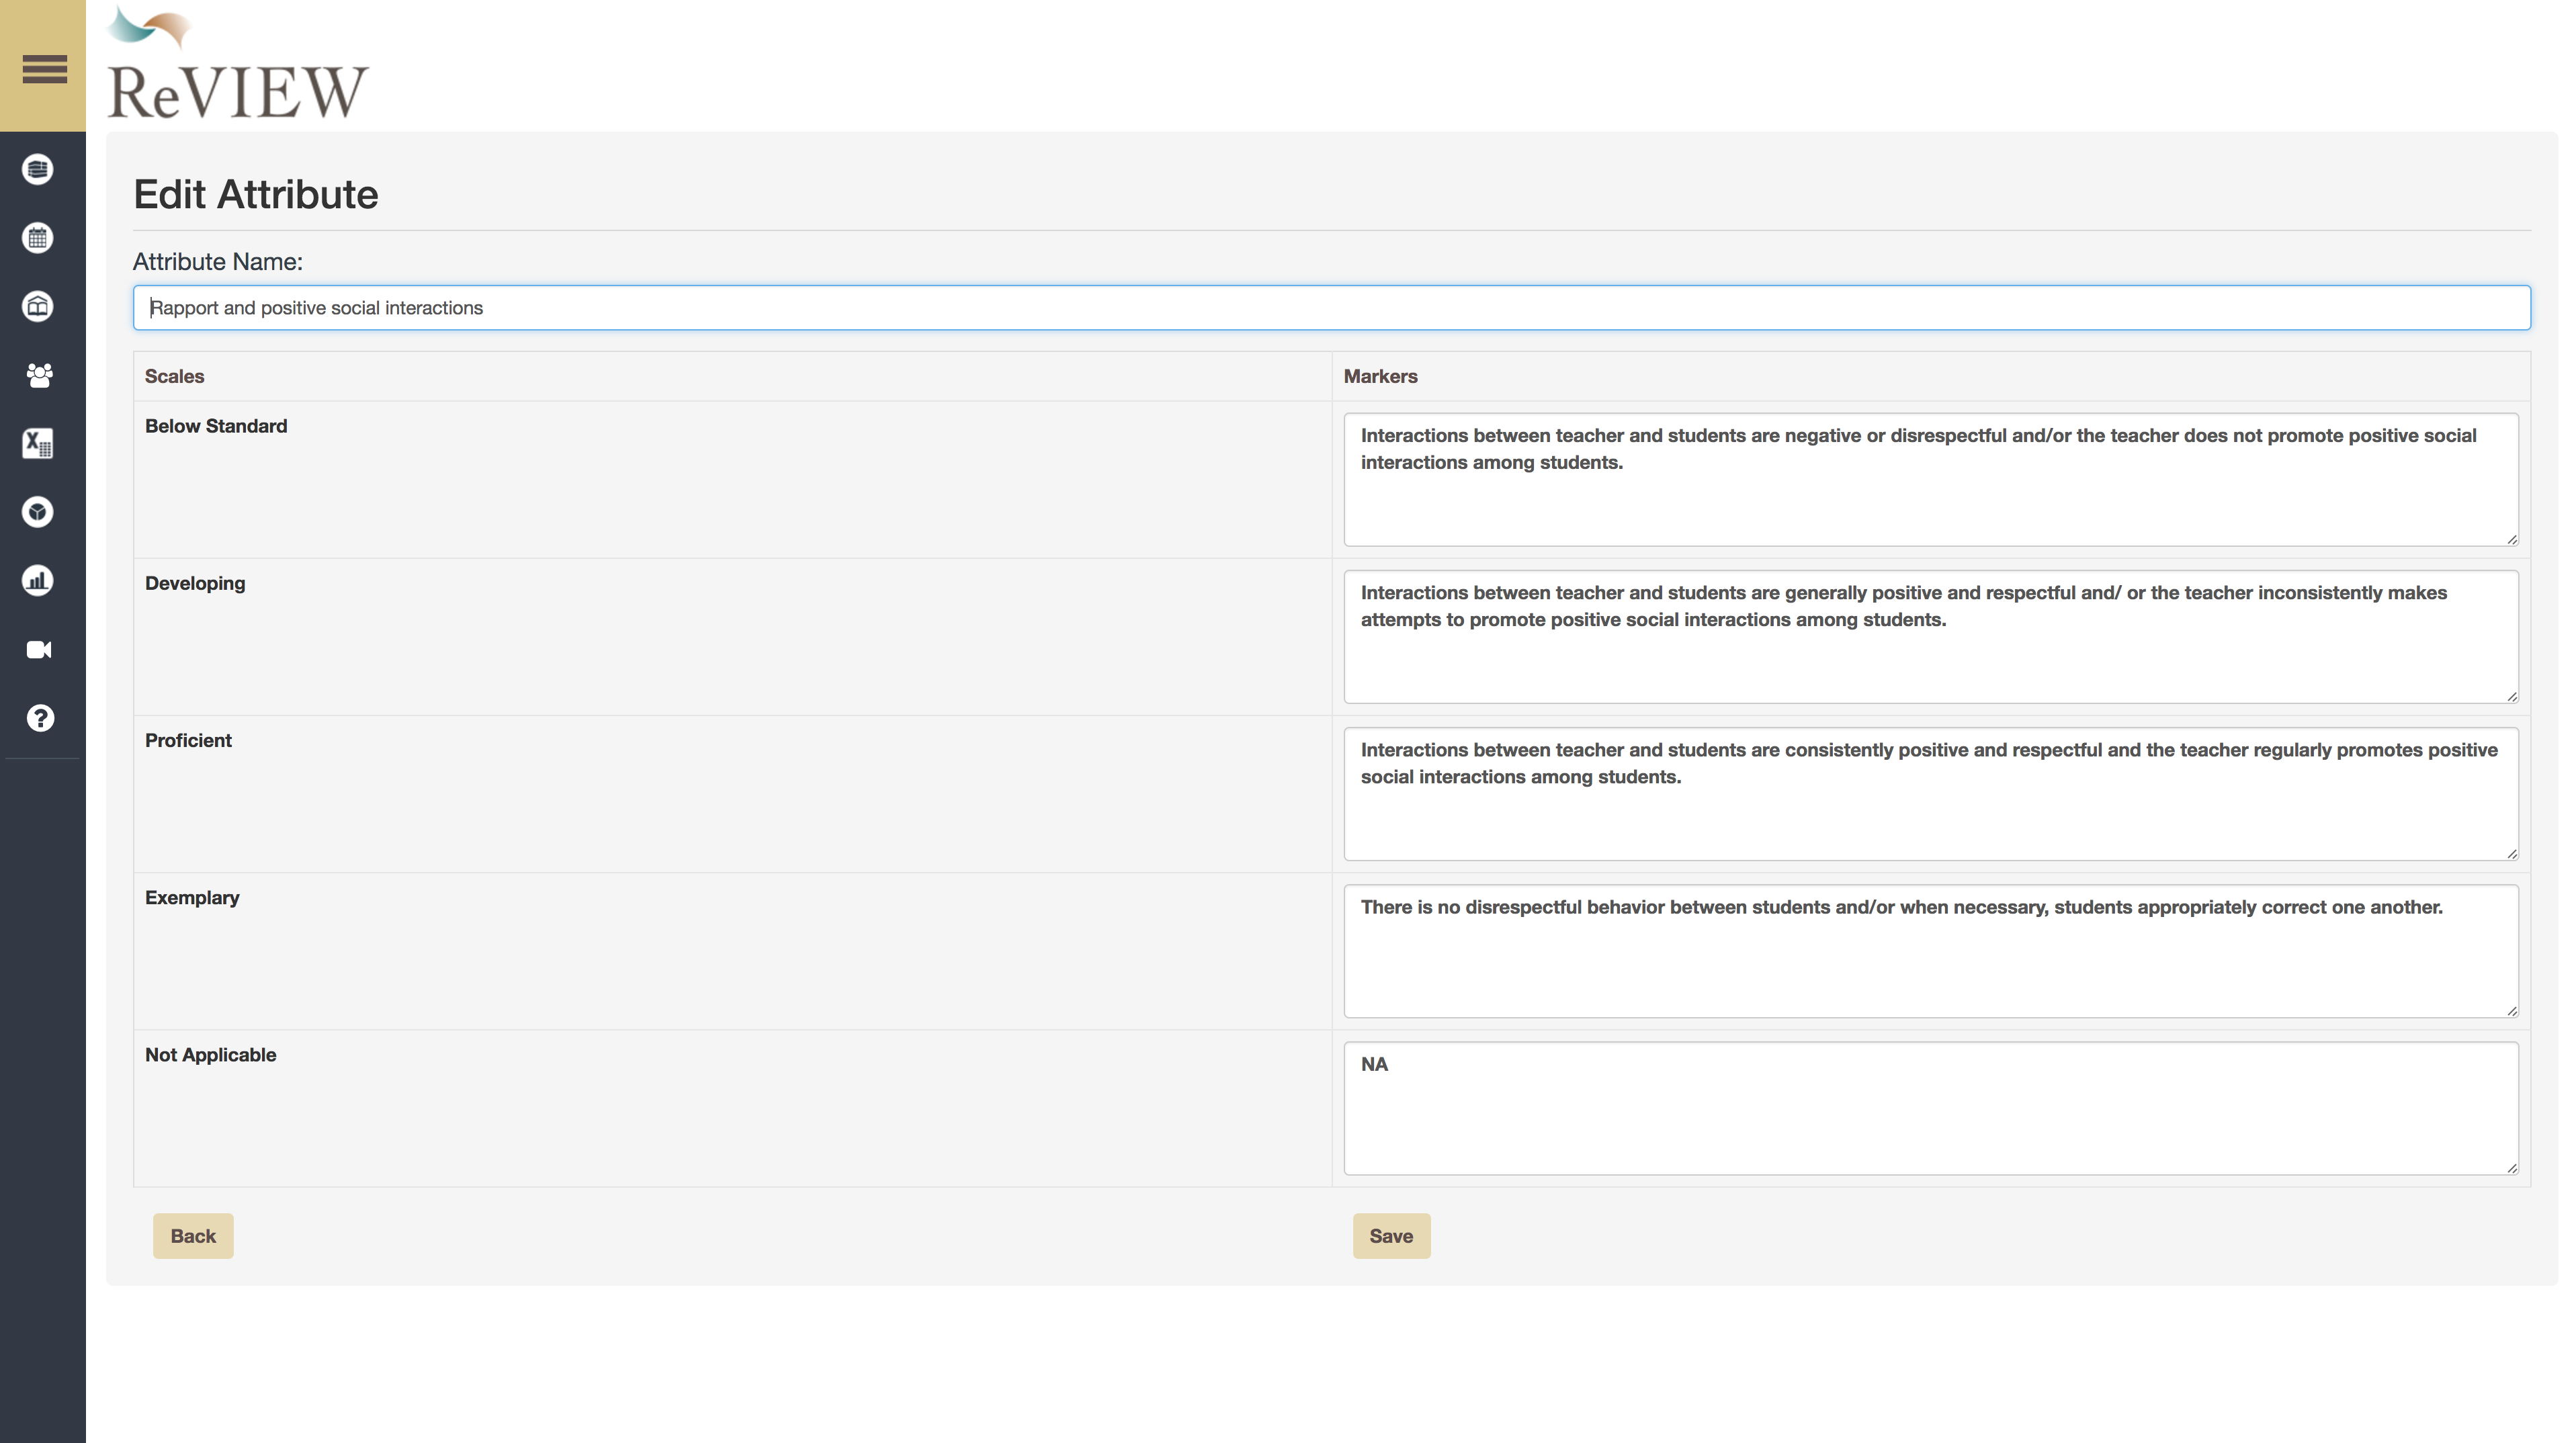 ReVIEW
Edit Attribute
Attribute Name:
Rapport and positive social interactions
Scales
Markers
Below Standard
Interactions between teacher and students are negative or disrespectful and/or the teacher does not promote positive social
interactions among students.
Developing
Interactions between teacher and students are generally positive and respectful and/ or the teacher inconsistently makes
attempts to promote positive social interactions among students.
Proficient
Interactions between teacher and students are consistently positive and respectful and the teacher regularly promotes positive
social interactions among students.
Exemplary
There is no disrespectful behavior between students and/or when necessary, students appropriately correct one another.
Not Applicable
NA
Back
Save